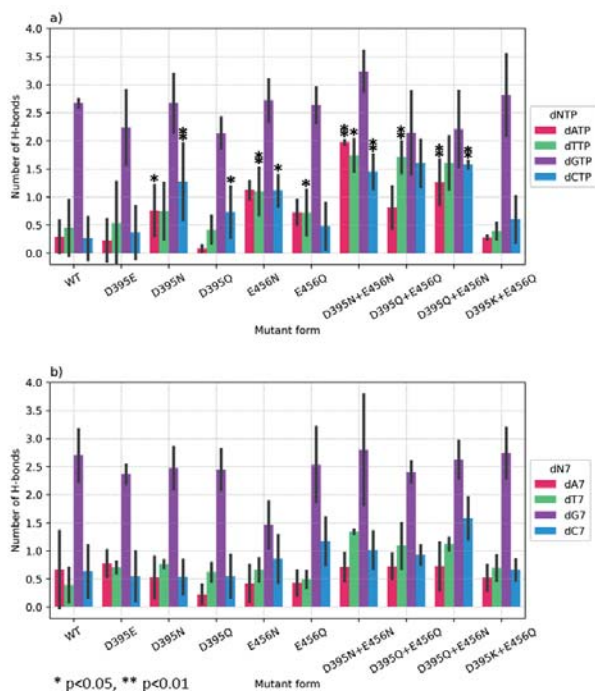 a)
4.0
3.5
3.0
2.5
2.0
1.5
1.0
0.5
0.0
Number of H-bonds
* ** * ** * * ** * ** ** ** **
dNTP
dATP
dTTP
dGTP
dCTP
WT
D395E
D395N
D395Q
E456N
E456Q
D395N+E456N
D395Q+E456Q
D395Q+E456N
D395K+E456Q
Mutant form
b)
4.0
3.5
3.0
2.5
2.0
1.5
1.0
0.5
0.0
Number of H-bonds
dN7
dA7
dT7
dG7
dC7
WT
D395E
D395N
D395Q
E456N
E456Q
D395N+E456N
D395Q+E456Q
D395Q+E456N
D395K+E456Q
* p<0.05, ** p<0.01
Mutant form